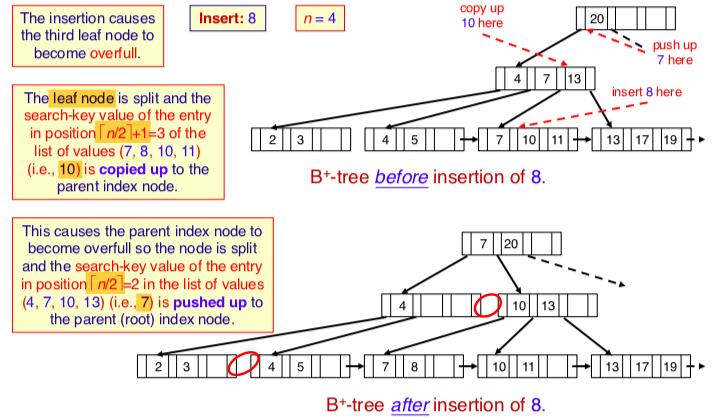 The insertion causes
the third leaf node to
become overfull.
Insert: 8
n = 4
copy up
10 here
20
push up
7 here
4 7 13
insert 8 here
2 3
4 5
7 10 11
13 17 19
B+-tree before insertion of 8.
The leaf node is split and the
search-key value of the entry
in position ⌈n/2⌉+1=3 of the
list of values (7, 8, 10, 11)
(i.e., 10) is copied up to the
parent index node.
This causes the parent index node to
become overfull so the node is split
and the search-key value of the entry
in position ⌈n/2⌉=2 in the list of values
(4, 7, 10, 13) (i.e., 7) is pushed up to
the parent (root) index node.
7 20
4
10 13
2 3
4 5
7 8
10 11
13 17 19
B+-tree after insertion of 8.